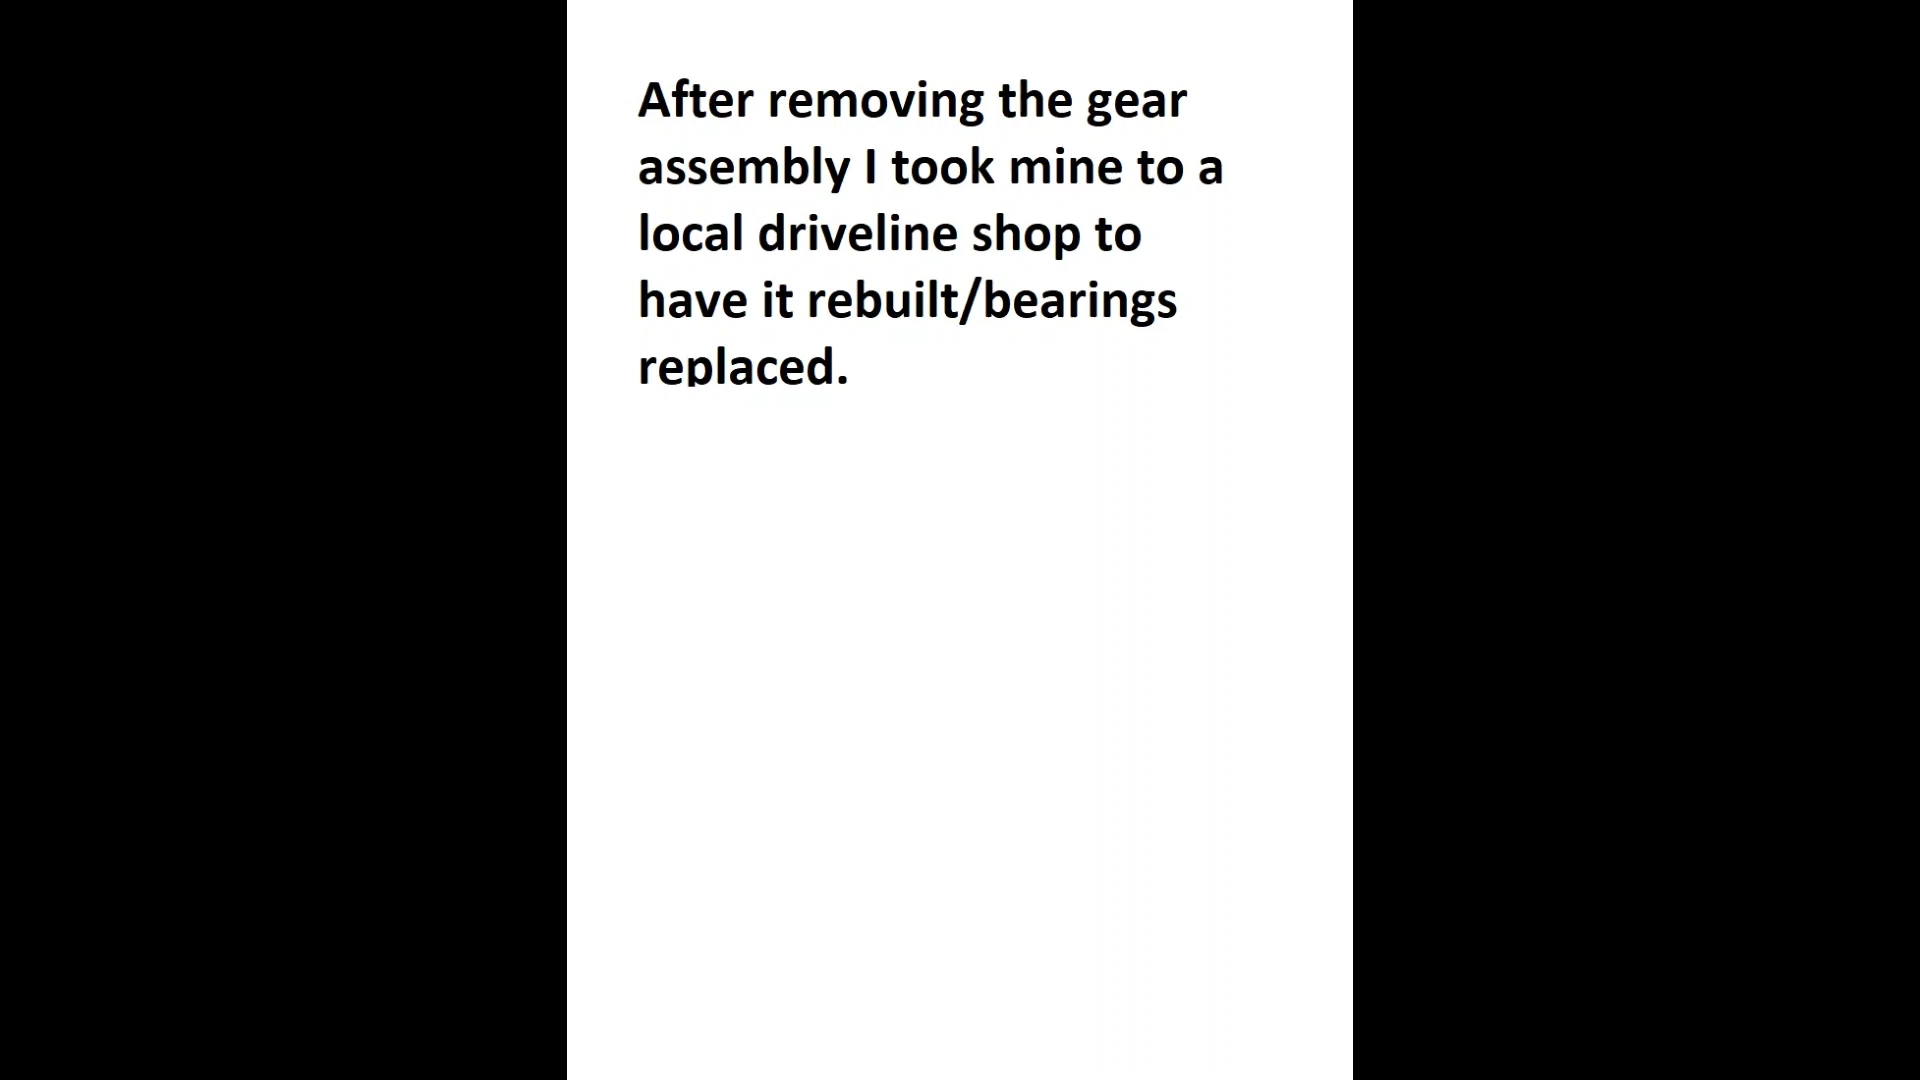 After removing the gear
assembly I took mine to a
local driveline shop to
have it rebuilt/bearings
replaced.